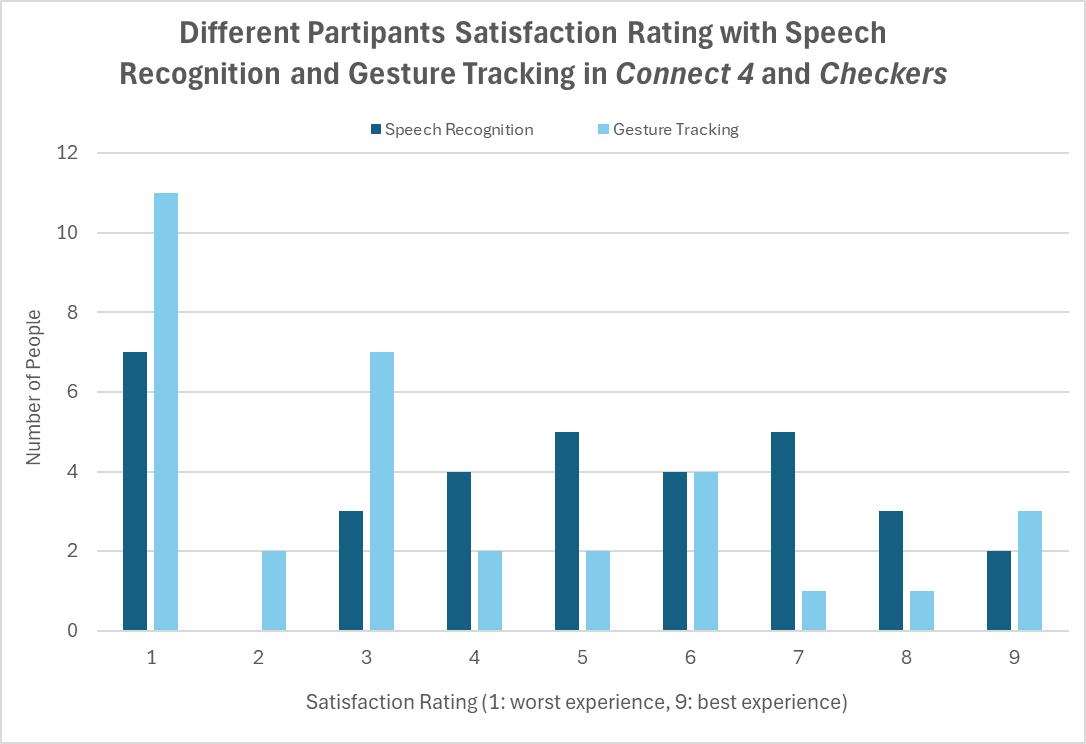 Different Partipants Satisfaction Rating with Speech
Recognition and Gesture Tracking in Connect 4 and Checkers
Speech Recognition Gesture Tracking
12
10
8
6
4
2
0
Number of People
1 2 3 4 5 6 7 8 9
Satisfaction Rating (1: worst experience, 9: best experience)